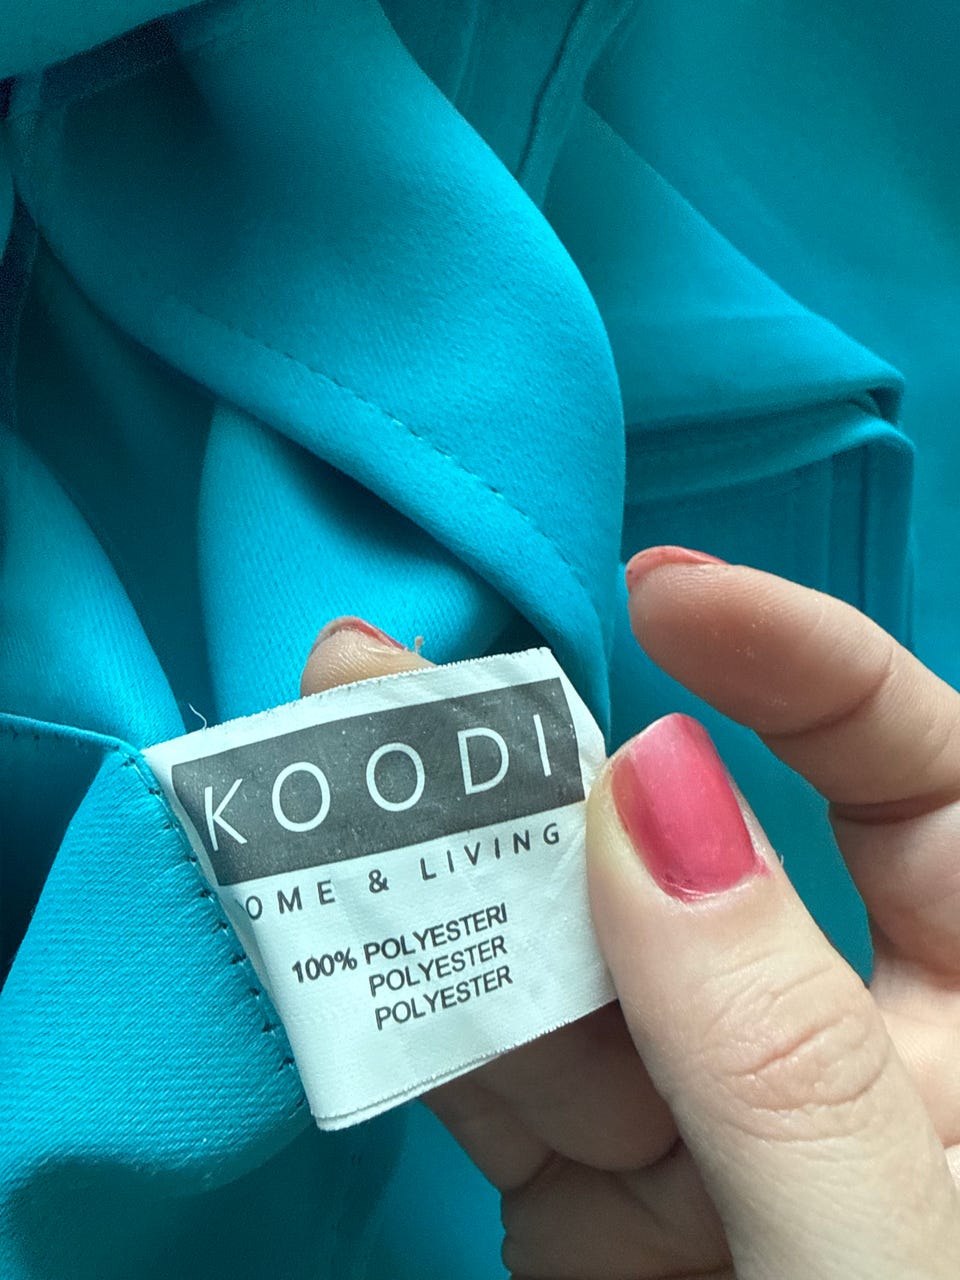 KOODI
OME & LIVING
100% POLYESTERI
POLYESTER
POLYESTER